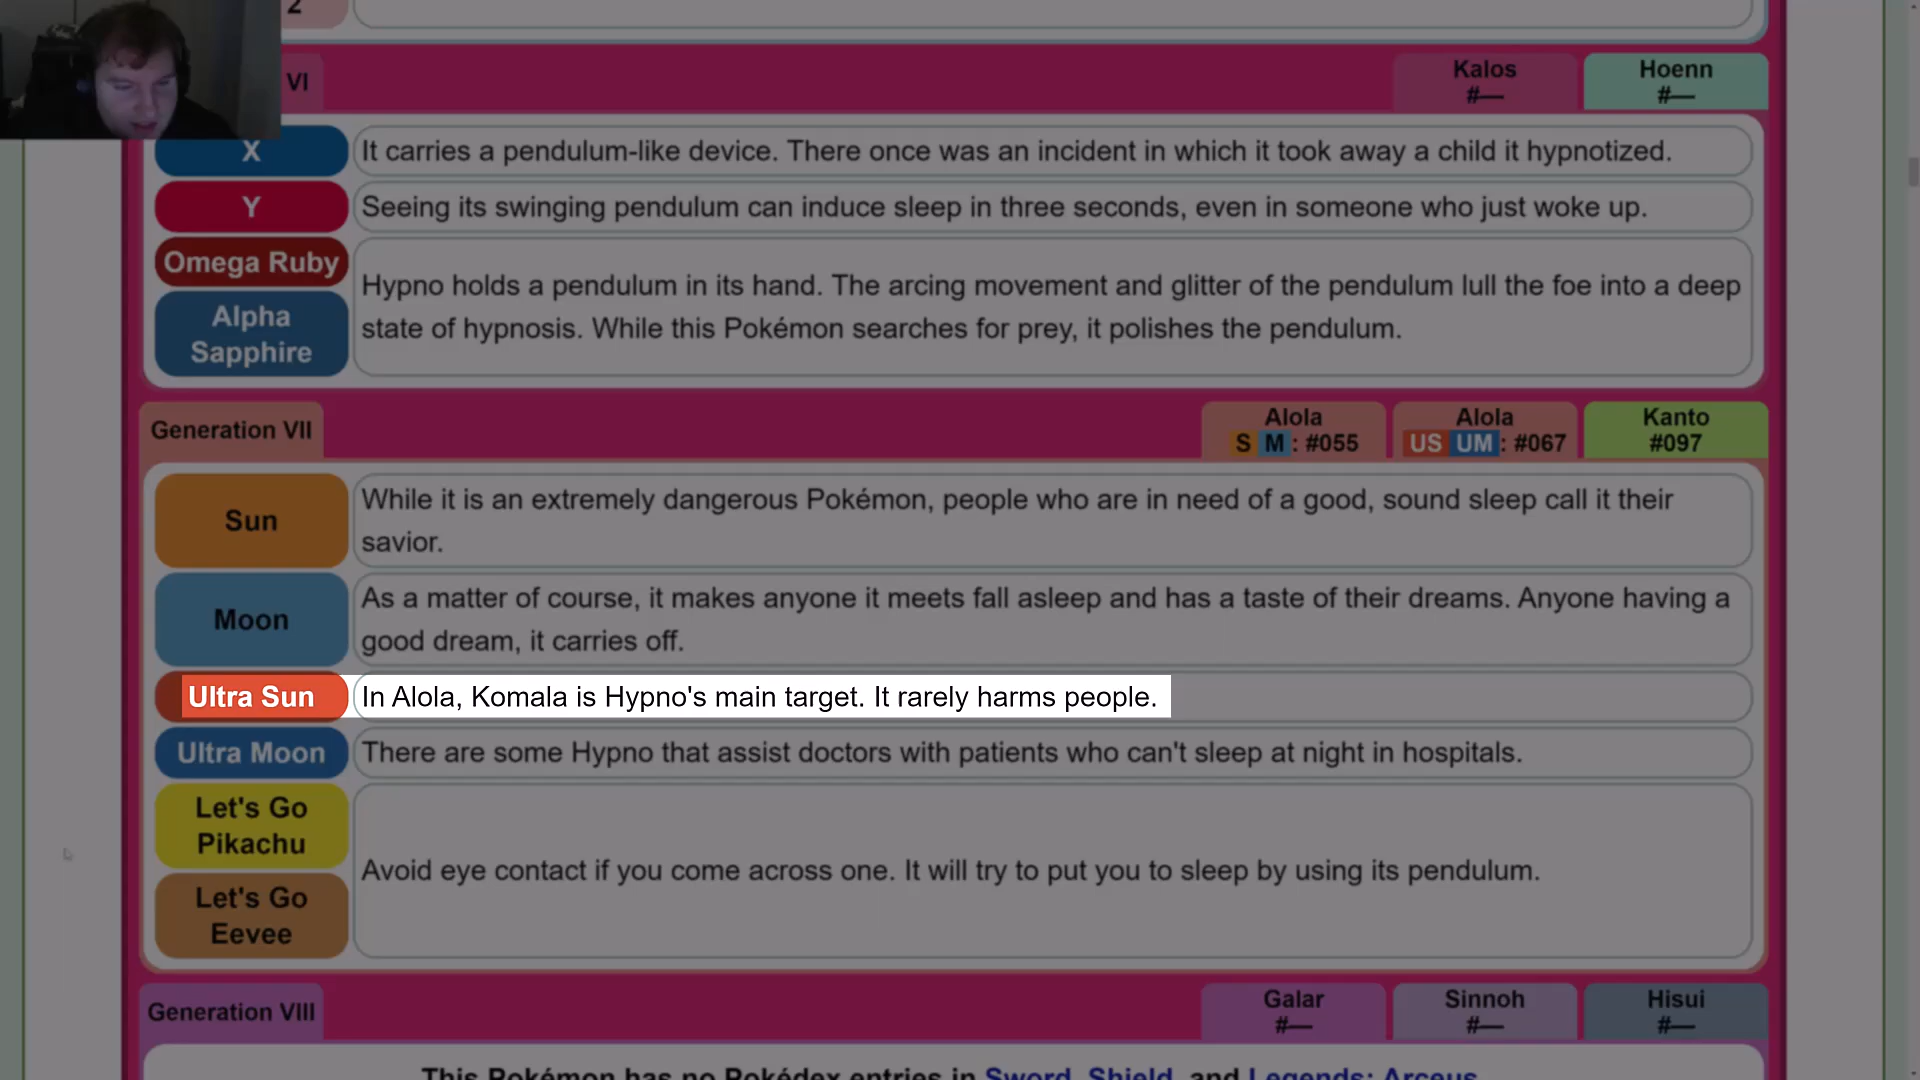 2
VI
Kalos
#—
Hoenn
#—
X
It carries a pendulum-like device. There once was an incident in which it took away a child it hypnotized.
Y
Seeing its swinging pendulum can induce sleep in three seconds, even in someone who just woke up.
Omega Ruby
Alpha
Sapphire
Hypno holds a pendulum in its hand. The arcing movement and glitter of the pendulum lull the foe into a deep
state of hypnosis. While this Pokémon searches for prey, it polishes the pendulum.
Generation VII
Alola
S M : #055
Alola
US UM : #067
Kanto
#097
Sun
While it is an extremely dangerous Pokémon, people who are in need of a good, sound sleep call it their
savior.
Moon
As a matter of course, it makes anyone it meets fall asleep and has a taste of their dreams. Anyone having a
good dream, it carries off.
Ultra Sun
In Alola, Komala is Hypno's main target. It rarely harms people.
Ultra Moon
There are some Hypno that assist doctors with patients who can't sleep at night in hospitals.
Let's Go
Pikachu
Let's Go
Eevee
Avoid eye contact if you come across one. It will try to put you to sleep by using its pendulum.
Generation VIII
Galar
#—
Sinnoh
#—
Hisui
#—
This Pokémon has no Pokédex entries in Sword, Shield, and Legends: Arceus.